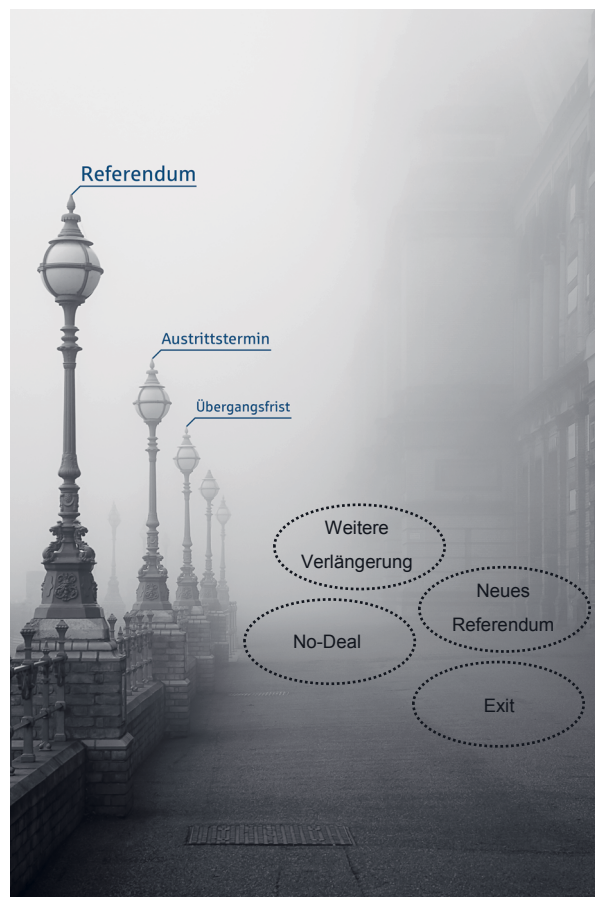 Referendum
Austrittstermin
Übergangsfrist
Weitere
Verlängerung
Neues
Referendum
No-Deal
Exit